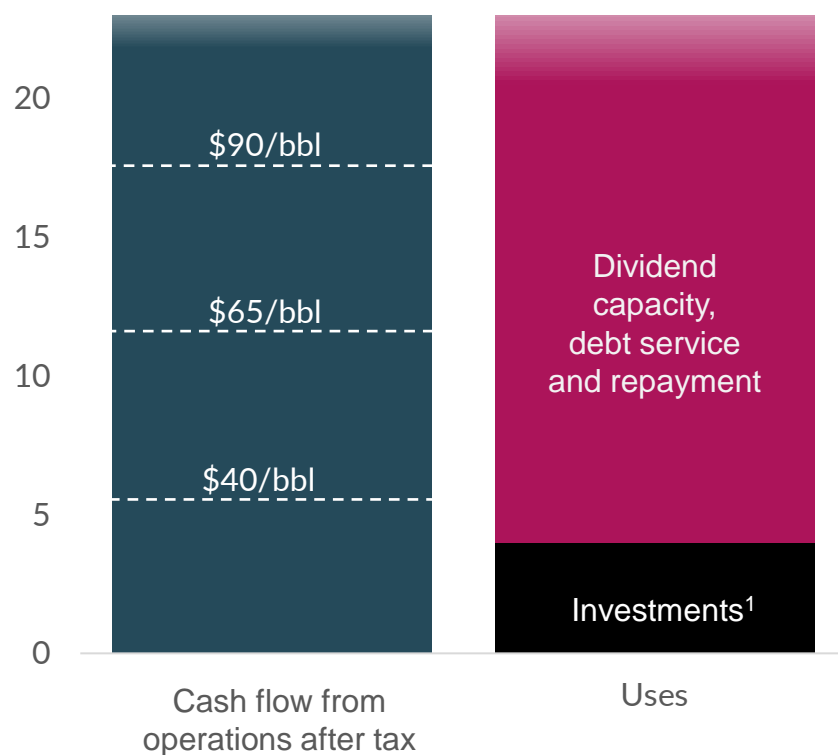 20
$90/bbl
15
Dividend
capacity,
debt service
and repayment
$65/bbl
10
$40/bbl
5
Investments¹
0
Cash flow from
operations after tax
Uses